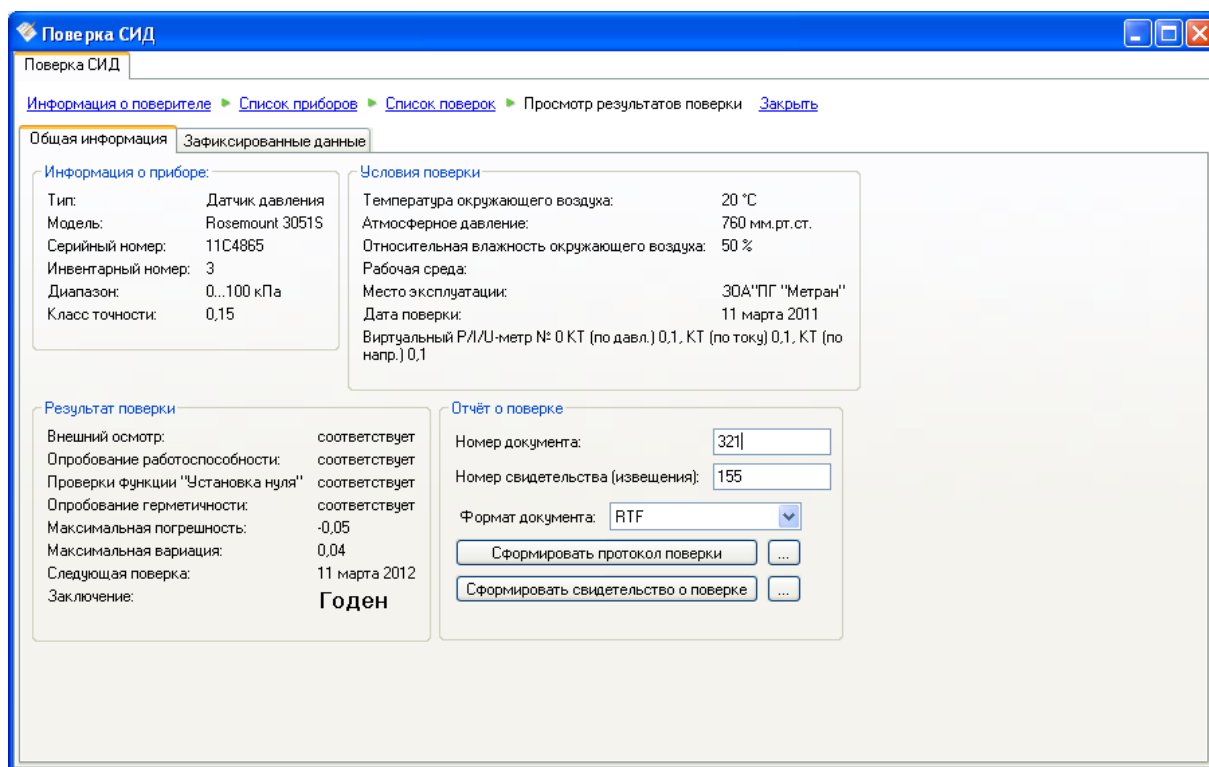 Поверка СИД
Поверка СИД
Информация о поверителе Список приборов Список поверок Просмотр результатов поверки Закрыть
Общая информация Зафиксированные данные
Информация о приборе:
Тип: Датчик давления
Модель: Rosemount 3051S
Серийный номер: 11C4865
Инвентарный номер: 3
Диапазон: 0...100 кПа
Класс точности: 0,15
Условия поверки
Температура окружающего воздуха: 20 °C
Атмосферное давление: 760 мм.рт.ст.
Относительная влажность окружающего воздуха: 50 %
Рабочая среда:
Место эксплуатации: ЗОА"ПГ "Метран"
Дата поверки: 11 марта 2011
Виртуальный P/I/U-метр № 0 КТ (по давл.) 0,1, КТ (по току) 0,1, КТ (по
напр.) 0,1
Результат поверки
Внешний осмотр: соответствует
Опробование работоспособности: соответствует
Проверки функции "Установка нуля" соответствует
Опробование герметичности: соответствует
Максимальная погрешность: -0,05
Максимальная вариация: 0,04
Следующая поверка: 11 марта 2012
Заключение: Годен
Отчёт о поверке
Номер документа: 321
Номер свидетельства (извещения): 155
Формат документа: RTF
Сформировать протокол поверки ...
Сформировать свидетельство о поверке ...